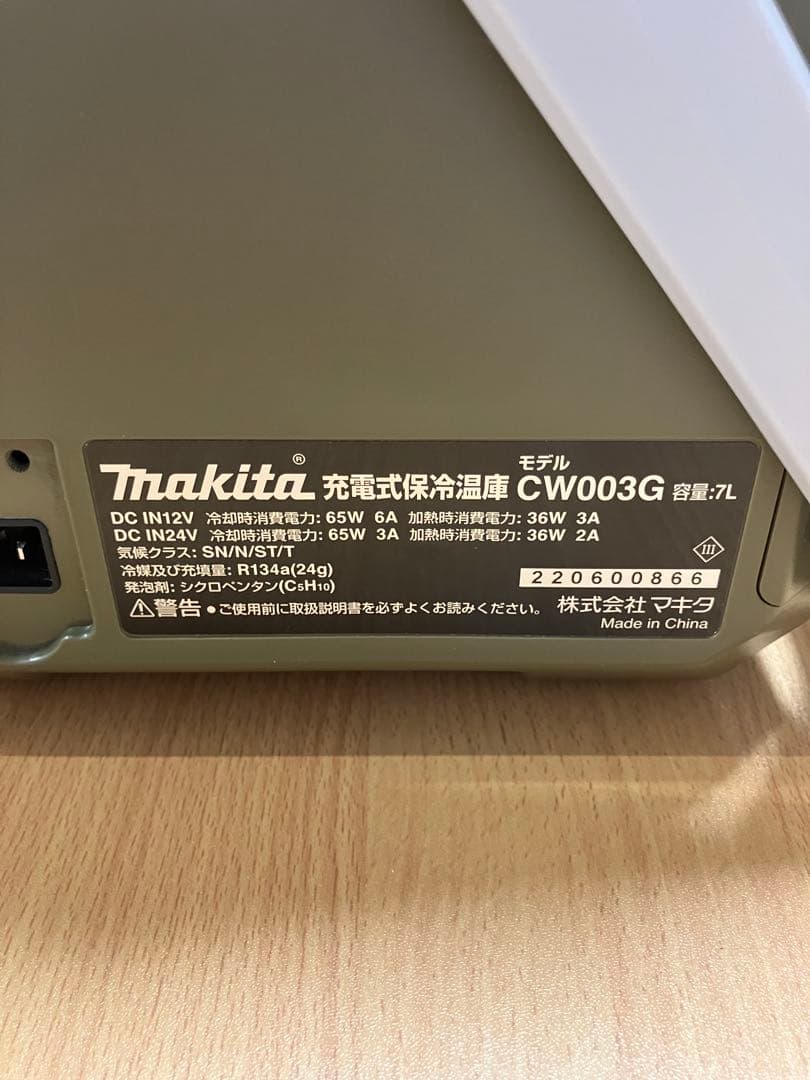 makita® 充電式保冷温庫 モデル CW003G 容量:7L
DC IN12V 冷却時消費電力: 65W 6A 加熱時消費電力: 36W 3A
DC IN24V 冷却時消費電力: 65W 3A 加熱時消費電力: 36W 2A
気候クラス: SN/N/ST/T
III
冷媒及び充填量: R134a(24g)
220600866
発泡剤: シクロペンタン(C5H10)
⚠警告 ●ご使用前に取扱説明書を必ずよくお読みください。 株式会社 マキタ
Made in China